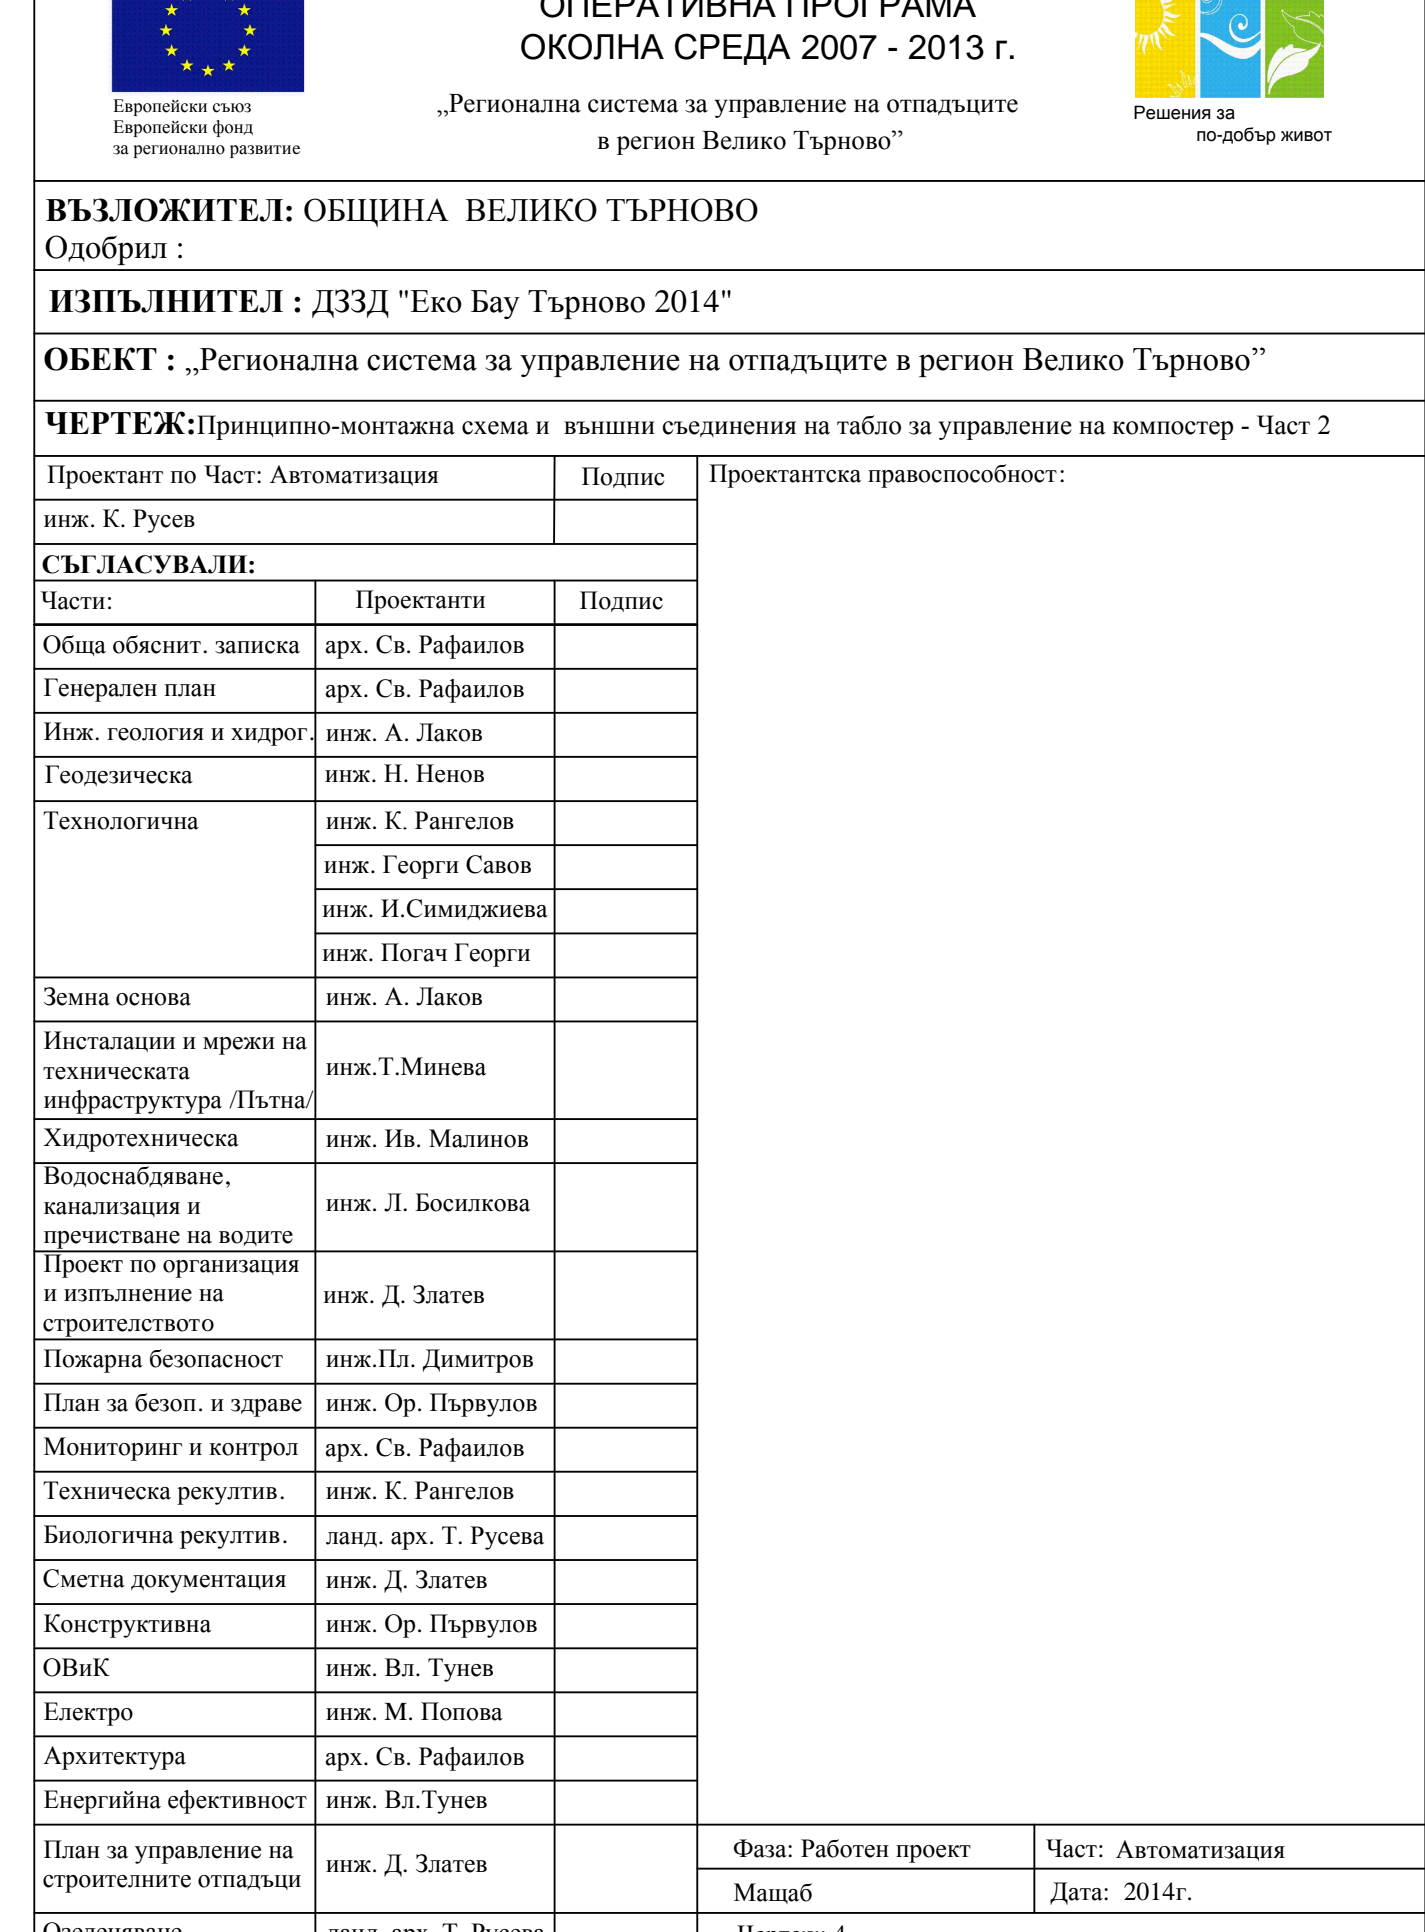 ОПЕРАТИВНА ПРОГРАМА
ОКОЛНА СРЕДА 2007 - 2013 г.
Европейски съюз
Европейски фонд
за регионално развитие
„Регионална система за управление на отпадъците
в регион Велико Търново”
Решения за
по-добър живот
ВЪЗЛОЖИТЕЛ: ОБЩИНА ВЕЛИКО ТЪРНОВО
Одобрил :
ИЗПЪЛНИТЕЛ : ДЗЗД "Еко Бау Търново 2014"
ОБЕКТ : „Регионална система за управление на отпадъците в регион Велико Търново”
ЧЕРТЕЖ:Принципно-монтажна схема и външни съединения на табло за управление на компостер - Част 2
Проектант по Част: Автоматизация Подпис Проектантска правоспособност:
инж. К. Русев
СЪГЛАСУВАЛИ:
Части: Проектанти Подпис
Обща обяснит. записка арх. Св. Рафаилов
Генерален план арх. Св. Рафаилов
Инж. геология и хидрог. инж. А. Лаков
Геодезическа инж. Н. Ненов
Технологична инж. К. Рангелов
инж. Георги Савов
инж. И.Симиджиева
инж. Погач Георги
Земна основа инж. А. Лаков
Инсталации и мрежи на
техническата
инфраструктура /Пътна/
инж.Т.Минева
Хидротехническа инж. Ив. Малинов
Водоснабдяване,
канализация и
пречистване на водите
инж. Л. Босилкова
Проект по организация
и изпълнение на
строителството
инж. Д. Златев
Пожарна безопасност инж.Пл. Димитров
План за безоп. и здраве инж. Ор. Първулов
Мониторинг и контрол арх. Св. Рафаилов
Техническа рекултив. инж. К. Рангелов
Биологична рекултив. ланд. арх. Т. Русева
Сметна документация инж. Д. Златев
Конструктивна инж. Ор. Първулов
ОВиК инж. Вл. Тунев
Електро инж. М. Попова
Архитектура арх. Св. Рафаилов
Енергийна ефективност инж. Вл.Тунев
План за управление на
строителните отпадъци
инж. Д. Златев
Фаза: Работен проект Част: Автоматизация
Мащаб Дата: 2014г.
Озеленяване ланд. арх. Т. Русева